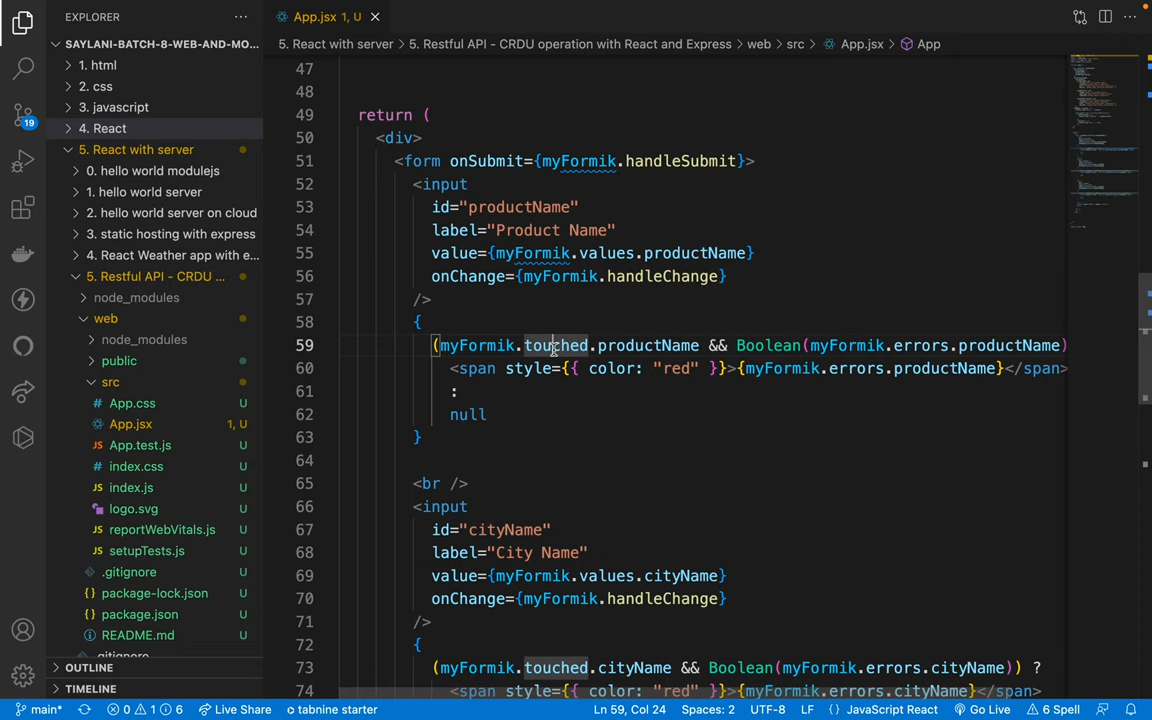 EXPLORER
App.jsx 1, U
SAYLANI-BATCH-8-WEB-AND-MO...
5. React with server > 5. Restful API - CRDU operation with React and Express > web > src > App.jsx > App
1. html
2. css
3. javascript
4. React
5. React with server
0. hello world modulejs
1. hello world server
2. hello world server on cloud
3. static hosting with express
4. React Weather app with e...
5. Restful API - CRDU ...
node_modules
web
node_modules
public
src
App.css U
App.jsx 1, U
JS App.test.js U
index.css U
JS index.js U
logo.svg U
JS reportWebVitals.js U
JS setupTests.js U
.gitignore U
package-lock.json U
package.json U
README.md U
.gitignore
OUTLINE
TIMELINE
19
47
48
49 return (
50 <div>
51 <form onSubmit={myFormik.handleSubmit}>
52 <input
53 id="productName"
54 label="Product Name"
55 value={myFormik.values.productName}
56 onChange={myFormik.handleChange}
57 />
58 {
59 (myFormik.touched.productName && Boolean(myFormik.errors.productName)
60 <span style={{ color: "red" }}>{myFormik.errors.productName}</span>
61 :
62 null
63 }
64
65 <br />
66 <input
67 id="cityName"
68 label="City Name"
69 value={myFormik.values.cityName}
70 onChange={myFormik.handleChange}
71 />
72 {
73 (myFormik.touched.cityName && Boolean(myFormik.errors.cityName)) ?
74 <span style={{ color: "red" }}>{myFormik.errors.cityName}</span>
main* 0 1 6 Live Share tabnine starter Ln 59, Col 24 Spaces: 2 UTF-8 LF {} JavaScript React Go Live 6 Spell